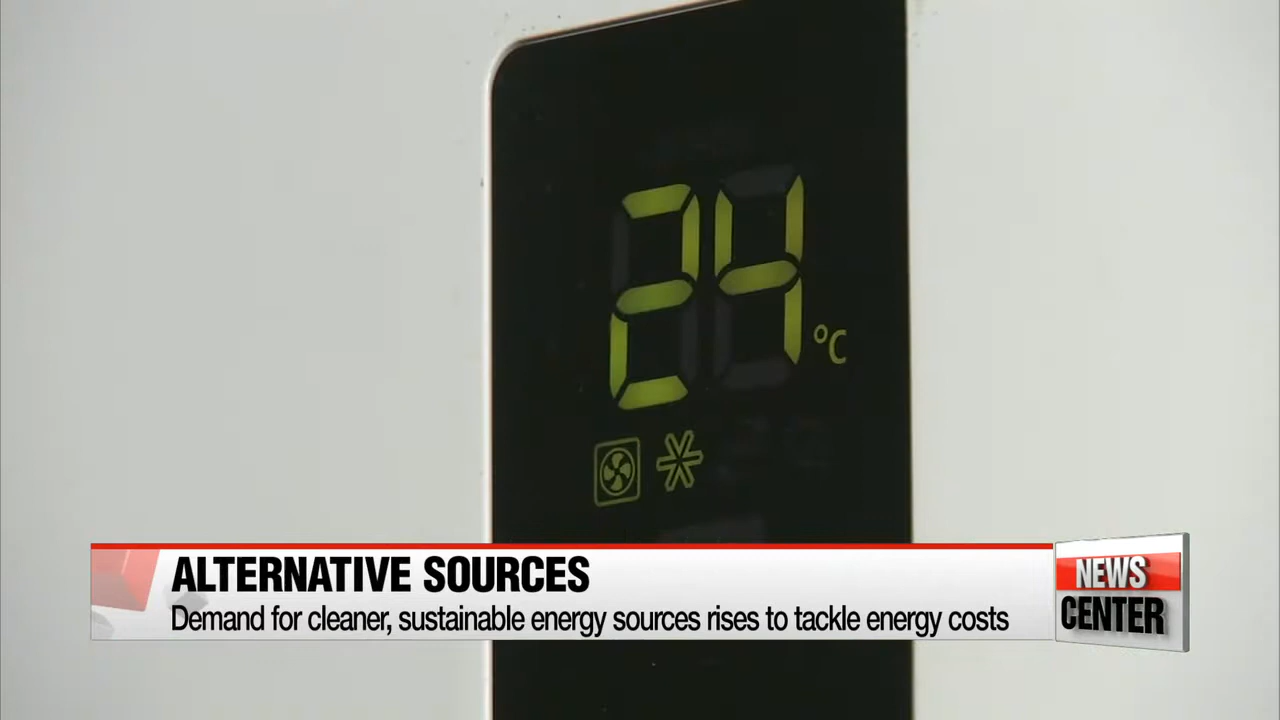 24
°C
ALTERNATIVE SOURCES
Demand for cleaner, sustainable energy sources rises to tackle energy costs
NEWS
CENTER